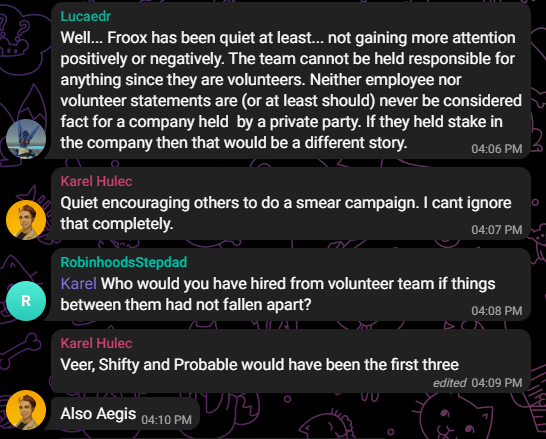 Lucaedr
Well... Froox has been quiet at least... not gaining more attention
positively or negatively. The team cannot be held responsible for
anything since they are volunteers. Neither employee nor
volunteer statements are (or at least should) never be considered
fact for a company held  by a private party. If they held stake in
the company then that would be a different story.
04:06 PM
Karel Hulec
Quiet encouraging others to do a smear campaign. I cant ignore
that completely.
04:07 PM
RobinhoodsStepdad
R
Karel Who would you have hired from volunteer team if things
between them had not fallen apart?
04:08 PM
Karel Hulec
Veer, Shifty and Probable would have been the first three
edited 04:09 PM
Also Aegis 04:10 PM